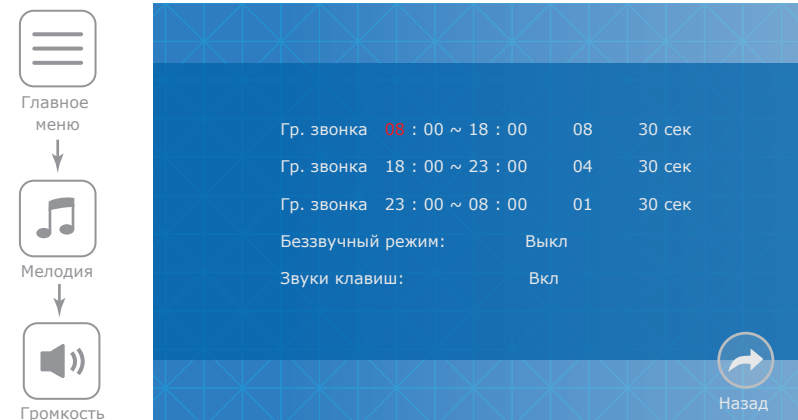 Главное
меню
Мелодия
Громкость
Гр. звонка 08 : 00 ~ 18 : 00 08 30 сек
Гр. звонка 18 : 00 ~ 23 : 00 04 30 сек
Гр. звонка 23 : 00 ~ 08 : 00 01 30 сек
Беззвучный режим: Выкл
Звуки клавиш: Вкл
Назад